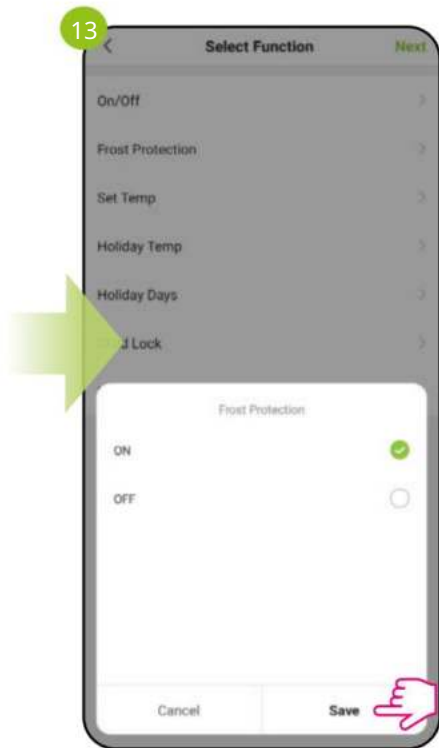 13
Select Function
Next
On/Off
Frost Protection
Set Temp
Holiday Temp
Holiday Days
d Lock
Frost Protection
ON
OFF
Cancel
Save